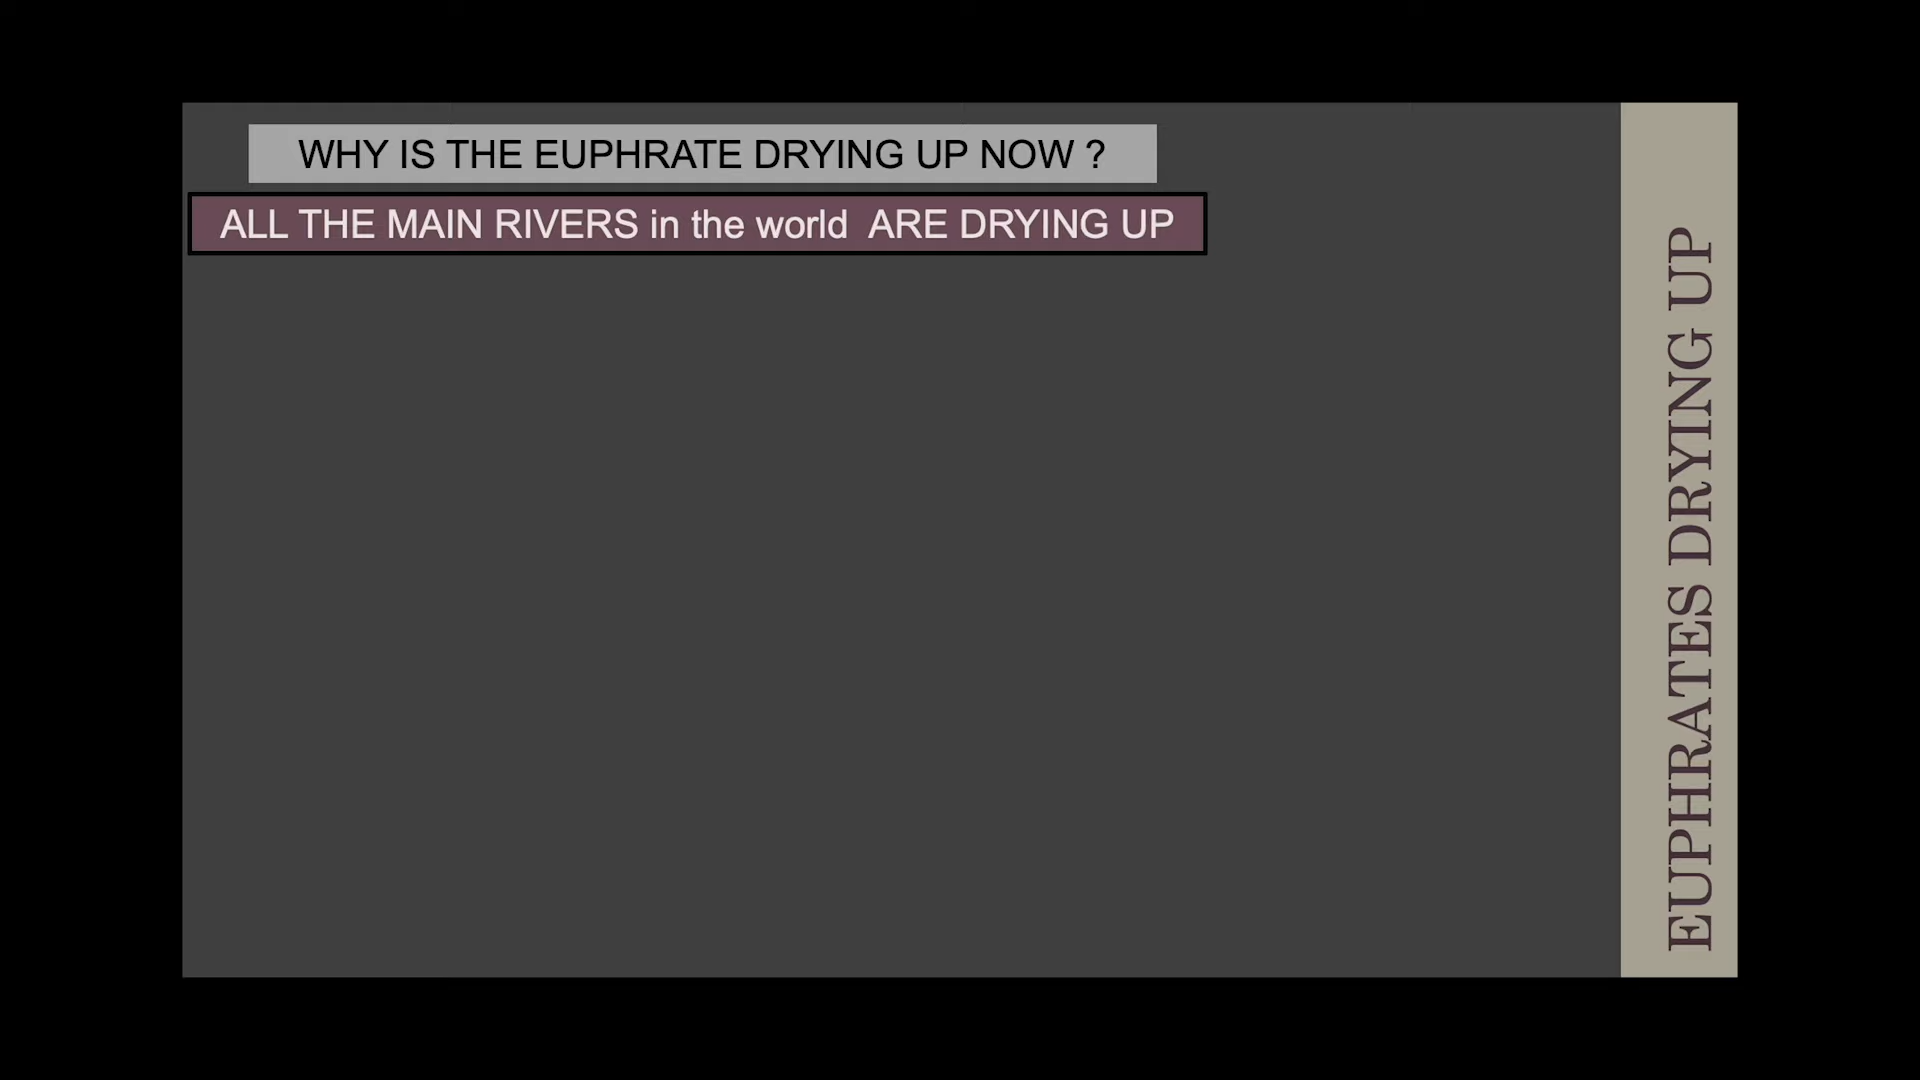 WHY IS THE EUPHRATE DRYING UP NOW ?
ALL THE MAIN RIVERS in the world  ARE DRYING UP
EUPHRATES DRYING UP